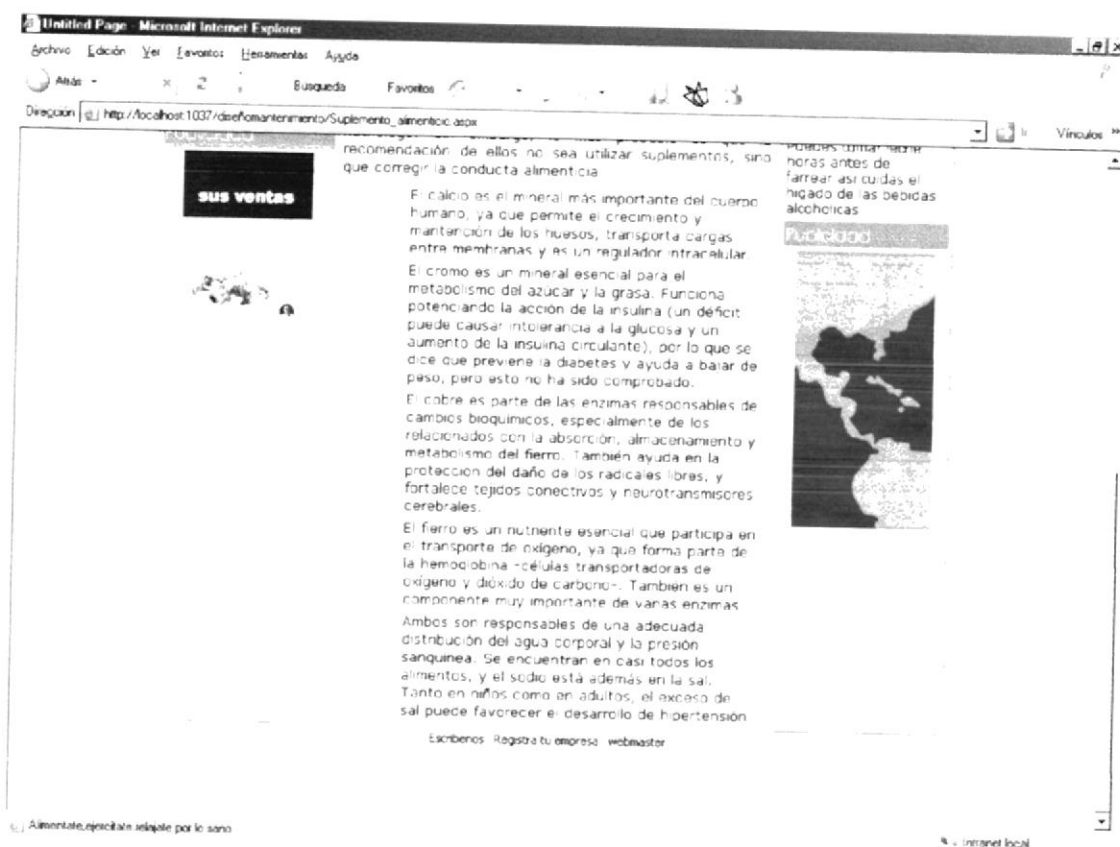 Untitled Page - Microsoft Internet Explorer
Archivo Edición Ver Favoritos Herramientas Ayuda
Atrás Búsqueda Favoritos
Dirección http://localhost:1037/diseñomantenimiento/Suplemento_alimenticio.aspx Vínculos »
recomendación de ellos no sea utilizar suplementos, sino
que corregir la conducta alimenticia
sus ventas
El calcio es el mineral más importante del cuerpo
humano, ya que permite el crecimiento y
mantención de los huesos, transporta cargas
entre membranas y es un regulador intracelular.
El cromo es un mineral esencial para el
metabolismo del azúcar y la grasa. Funciona
potenciando la acción de la insulina (un déficit
puede causar intolerancia a la glucosa y un
aumento de la insulina circulante), por lo que se
dice que previene la diabetes y ayuda a bajar de
peso, pero esto no ha sido comprobado.
El cobre es parte de las enzimas responsables de
cambios bioquímicos, especialmente de los
relacionados con la absorción, almacenamiento y
metabolismo del fierro. También ayuda en la
protección del daño de los radicales libres, y
fortalece tejidos conectivos y neurotransmisores
cerebrales.
El fierro es un nutriente esencial que participa en
el transporte de oxígeno, ya que forma parte de
la hemoglobina -células transportadoras de
oxígeno y dióxido de carbono-. También es un
componente muy importante de varias enzimas
Ambos son responsables de una adecuada
distribución del agua corporal y la presión
sanguínea. Se encuentran en casi todos los
alimentos, y el sodio está además en la sal.
Tanto en niños como en adultos, el exceso de
sal puede favorecer el desarrollo de hipertensión
Puedes tomar leche
horas antes de
farrear asi cuidas el
higado de las bebidas
alcoholicas
Publicidad
Escribenos Registra tu empresa webmaster
Alimentate,ejercitate,relajate por lo sano
Intranet local